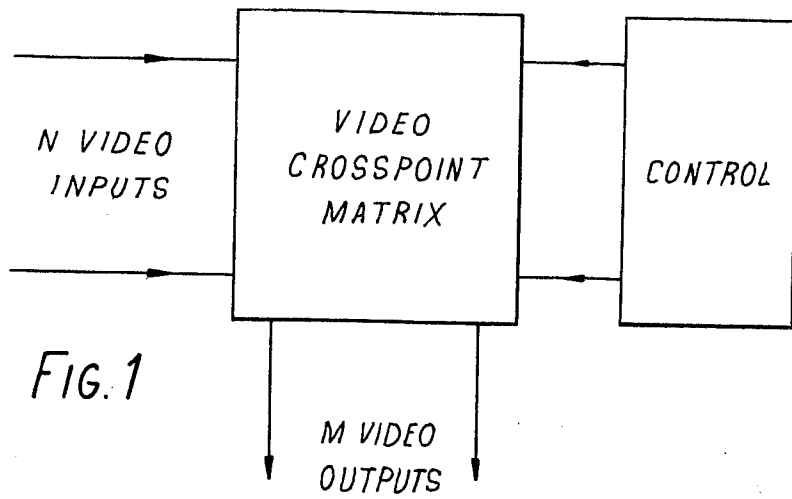 N VIDEO
INPUTS
VIDEO
CROSSPOINT
MATRIX
CONTROL
FIG. 1
M VIDEO
OUTPUTS